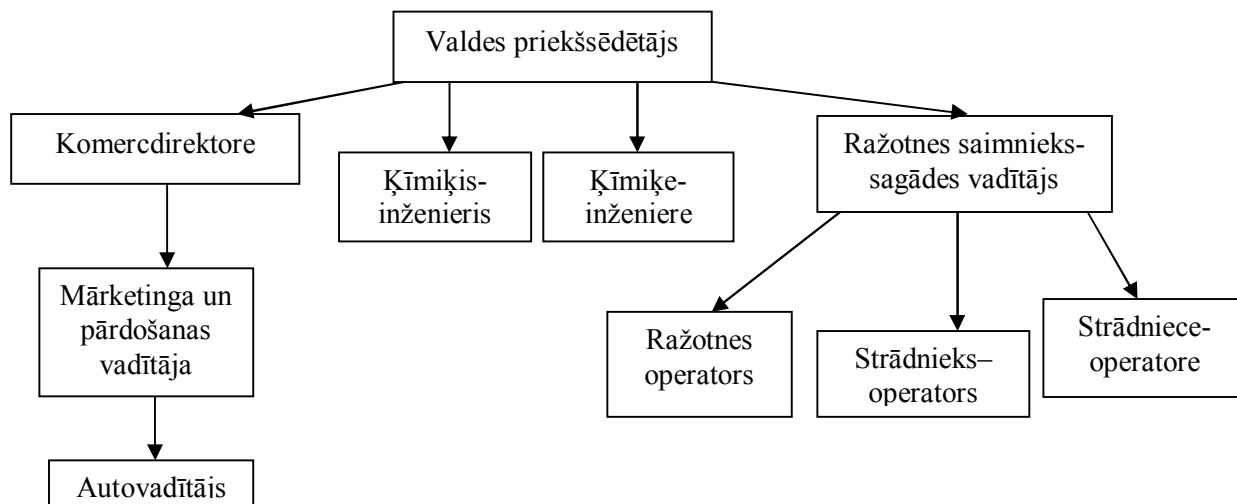 Valdes priekšsēdētājs
Komercdirektore
Ķīmiķis-
inženieris
Ķīmiķe-
inženiere
Ražotnes saimnieks-
sagādes vadītājs
Mārketinga un
pārdošanas
vadītāja
Ražotnes
operators
Strādnieks–
operators
Strādniece-
operatore
Autovadītājs